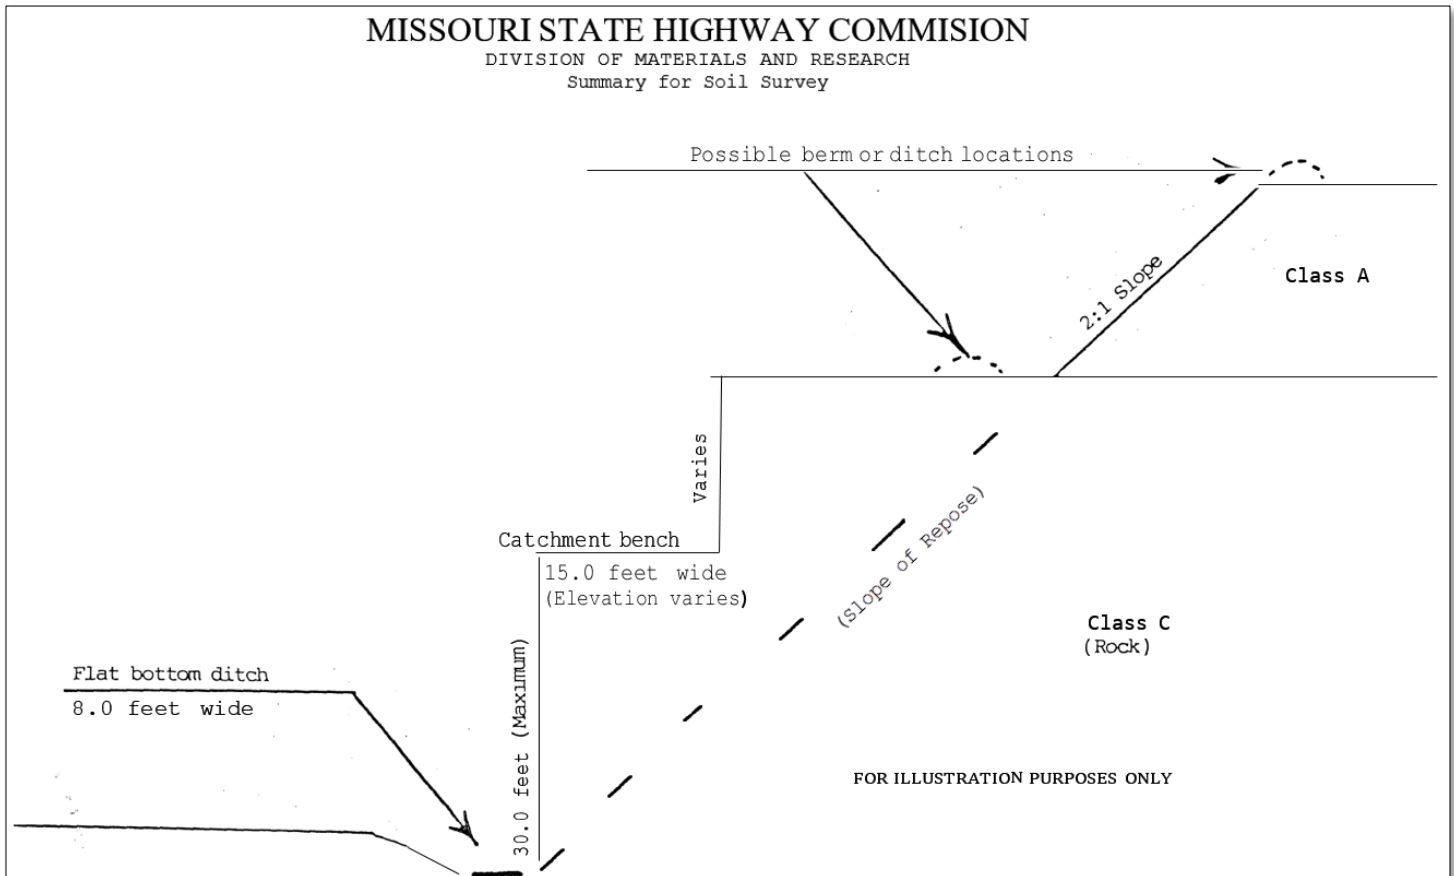 MISSOURI STATE HIGHWAY COMMISION
DIVISION OF MATERIALS AND RESEARCH
Summary for Soil Survey
Possible berm or ditch locations
2:1 Slope
Class A
Varies
Catchment bench
15.0 feet wide
(Elevation varies)
(Slope of Repose)
Class C
(Rock)
30.0 feet (Maximum)
Flat bottom ditch
8.0 feet wide
FOR ILLUSTRATION PURPOSES ONLY